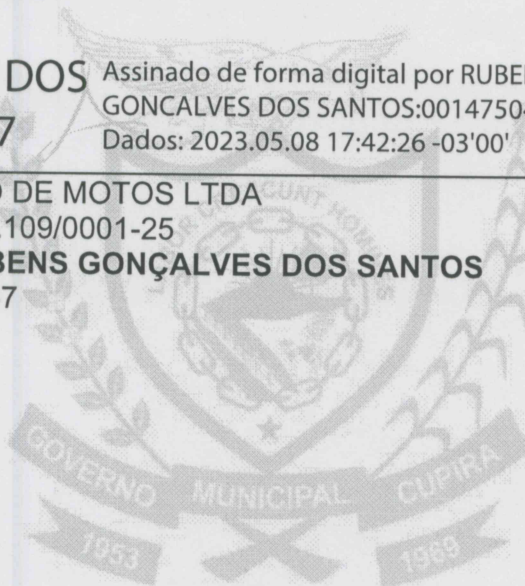 DOS
7
Assinado de forma digital por RUBE
GONCALVES DOS SANTOS:00147504
Dados: 2023.05.08 17:42:26 -03'00'
DE MOTOS LTDA
.109/0001-25
BENS GONÇALVES DOS SANTOS
7
GOVERNO MUNICIPAL CUPIRA
1953 1969